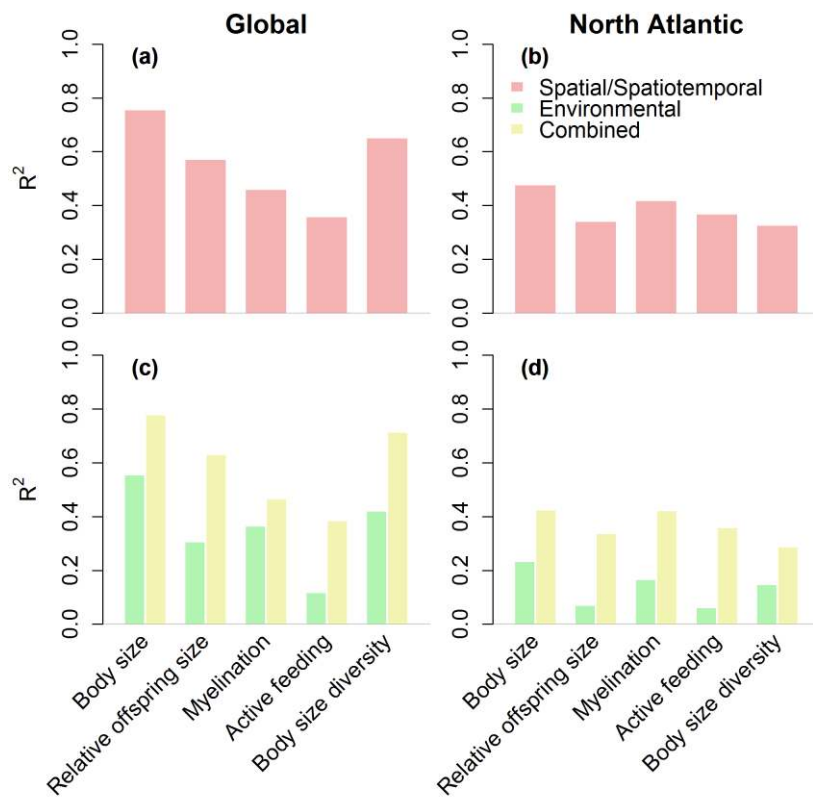 Global
North Atlantic
(a)
R²
0.0
0.2
0.4
0.6
0.8
1.0
(b)
Spatial/Spatiotemporal
Environmental
Combined
0.0
0.2
0.4
0.6
0.8
1.0
(c)
R²
0.0
0.2
0.4
0.6
0.8
1.0
Body size
Relative offspring size
Myelination
Active feeding
Body size diversity
(d)
0.0
0.2
0.4
0.6
0.8
1.0
Body size
Relative offspring size
Myelination
Active feeding
Body size diversity